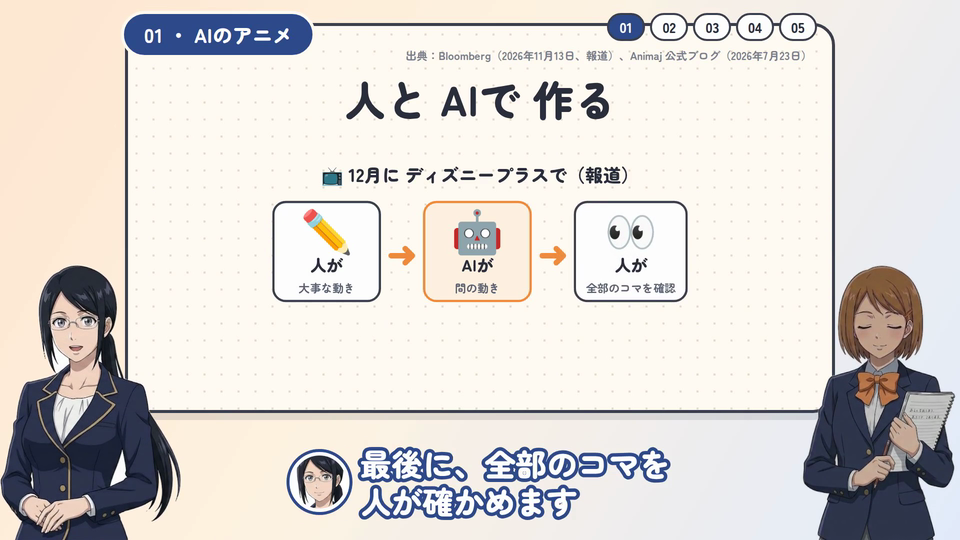 01 ・ AIのアニメ
01 02 03 04 05
出典：Bloomberg（2026年11月13日、報道）、Animaj 公式ブログ（2026年7月23日）
人と AIで 作る
12月に ディズニープラスで（報道）
人が
大事な動き
AIが
間の動き
人が
全部のコマを確認
最後に、全部のコマを
人が確かめます